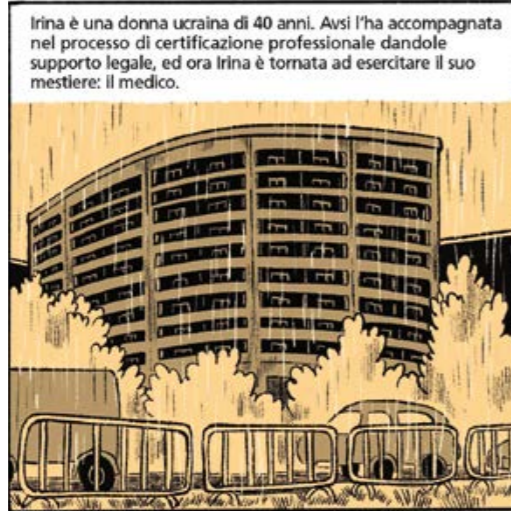 Irina è una donna ucraina di 40 anni. Avsi l'ha accompagnata
nel processo di certificazione professionale dandole
supporto legale, ed ora Irina è tornata ad esercitare il suo
mestiere: il medico.